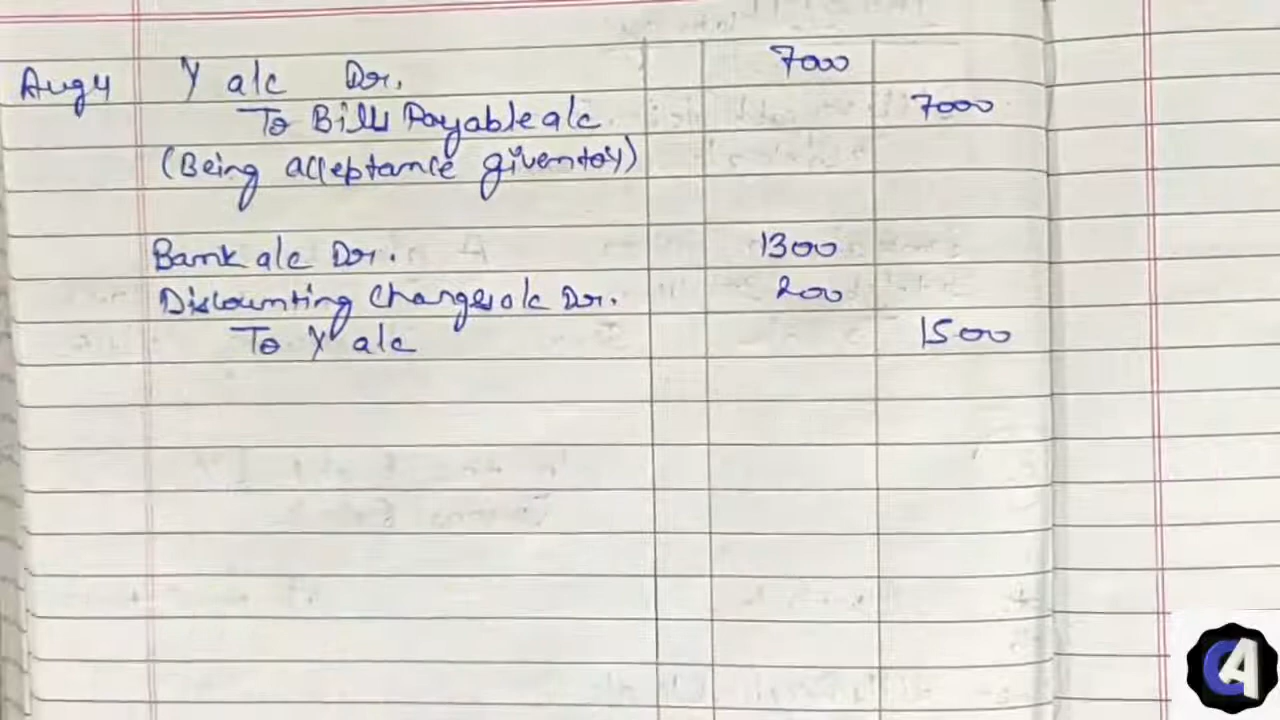 Aug 4 Y a/c Dr. 7000
To Bills Payable a/c 7000
(Being acceptance given to Y)
Bank a/c Dr. 1300
Discounting Charges a/c Dr. 200
To Y a/c 1500
CA